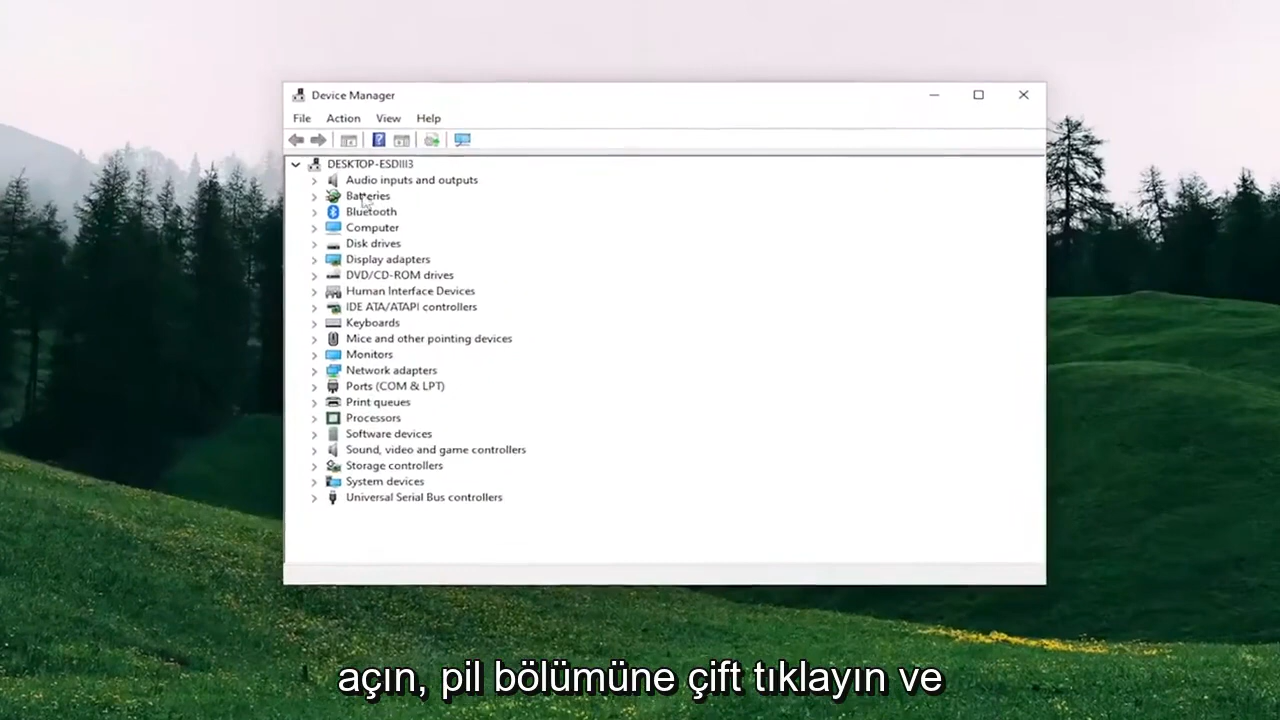 Device Manager
File Action View Help
DESKTOP-ESDIII3
Audio inputs and outputs
Batteries
Bluetooth
Computer
Disk drives
Display adapters
DVD/CD-ROM drives
Human Interface Devices
IDE ATA/ATAPI controllers
Keyboards
Mice and other pointing devices
Monitors
Network adapters
Ports (COM & LPT)
Print queues
Processors
Software devices
Sound, video and game controllers
Storage controllers
System devices
Universal Serial Bus controllers
açın, pil bölümüne çift tıklayın ve